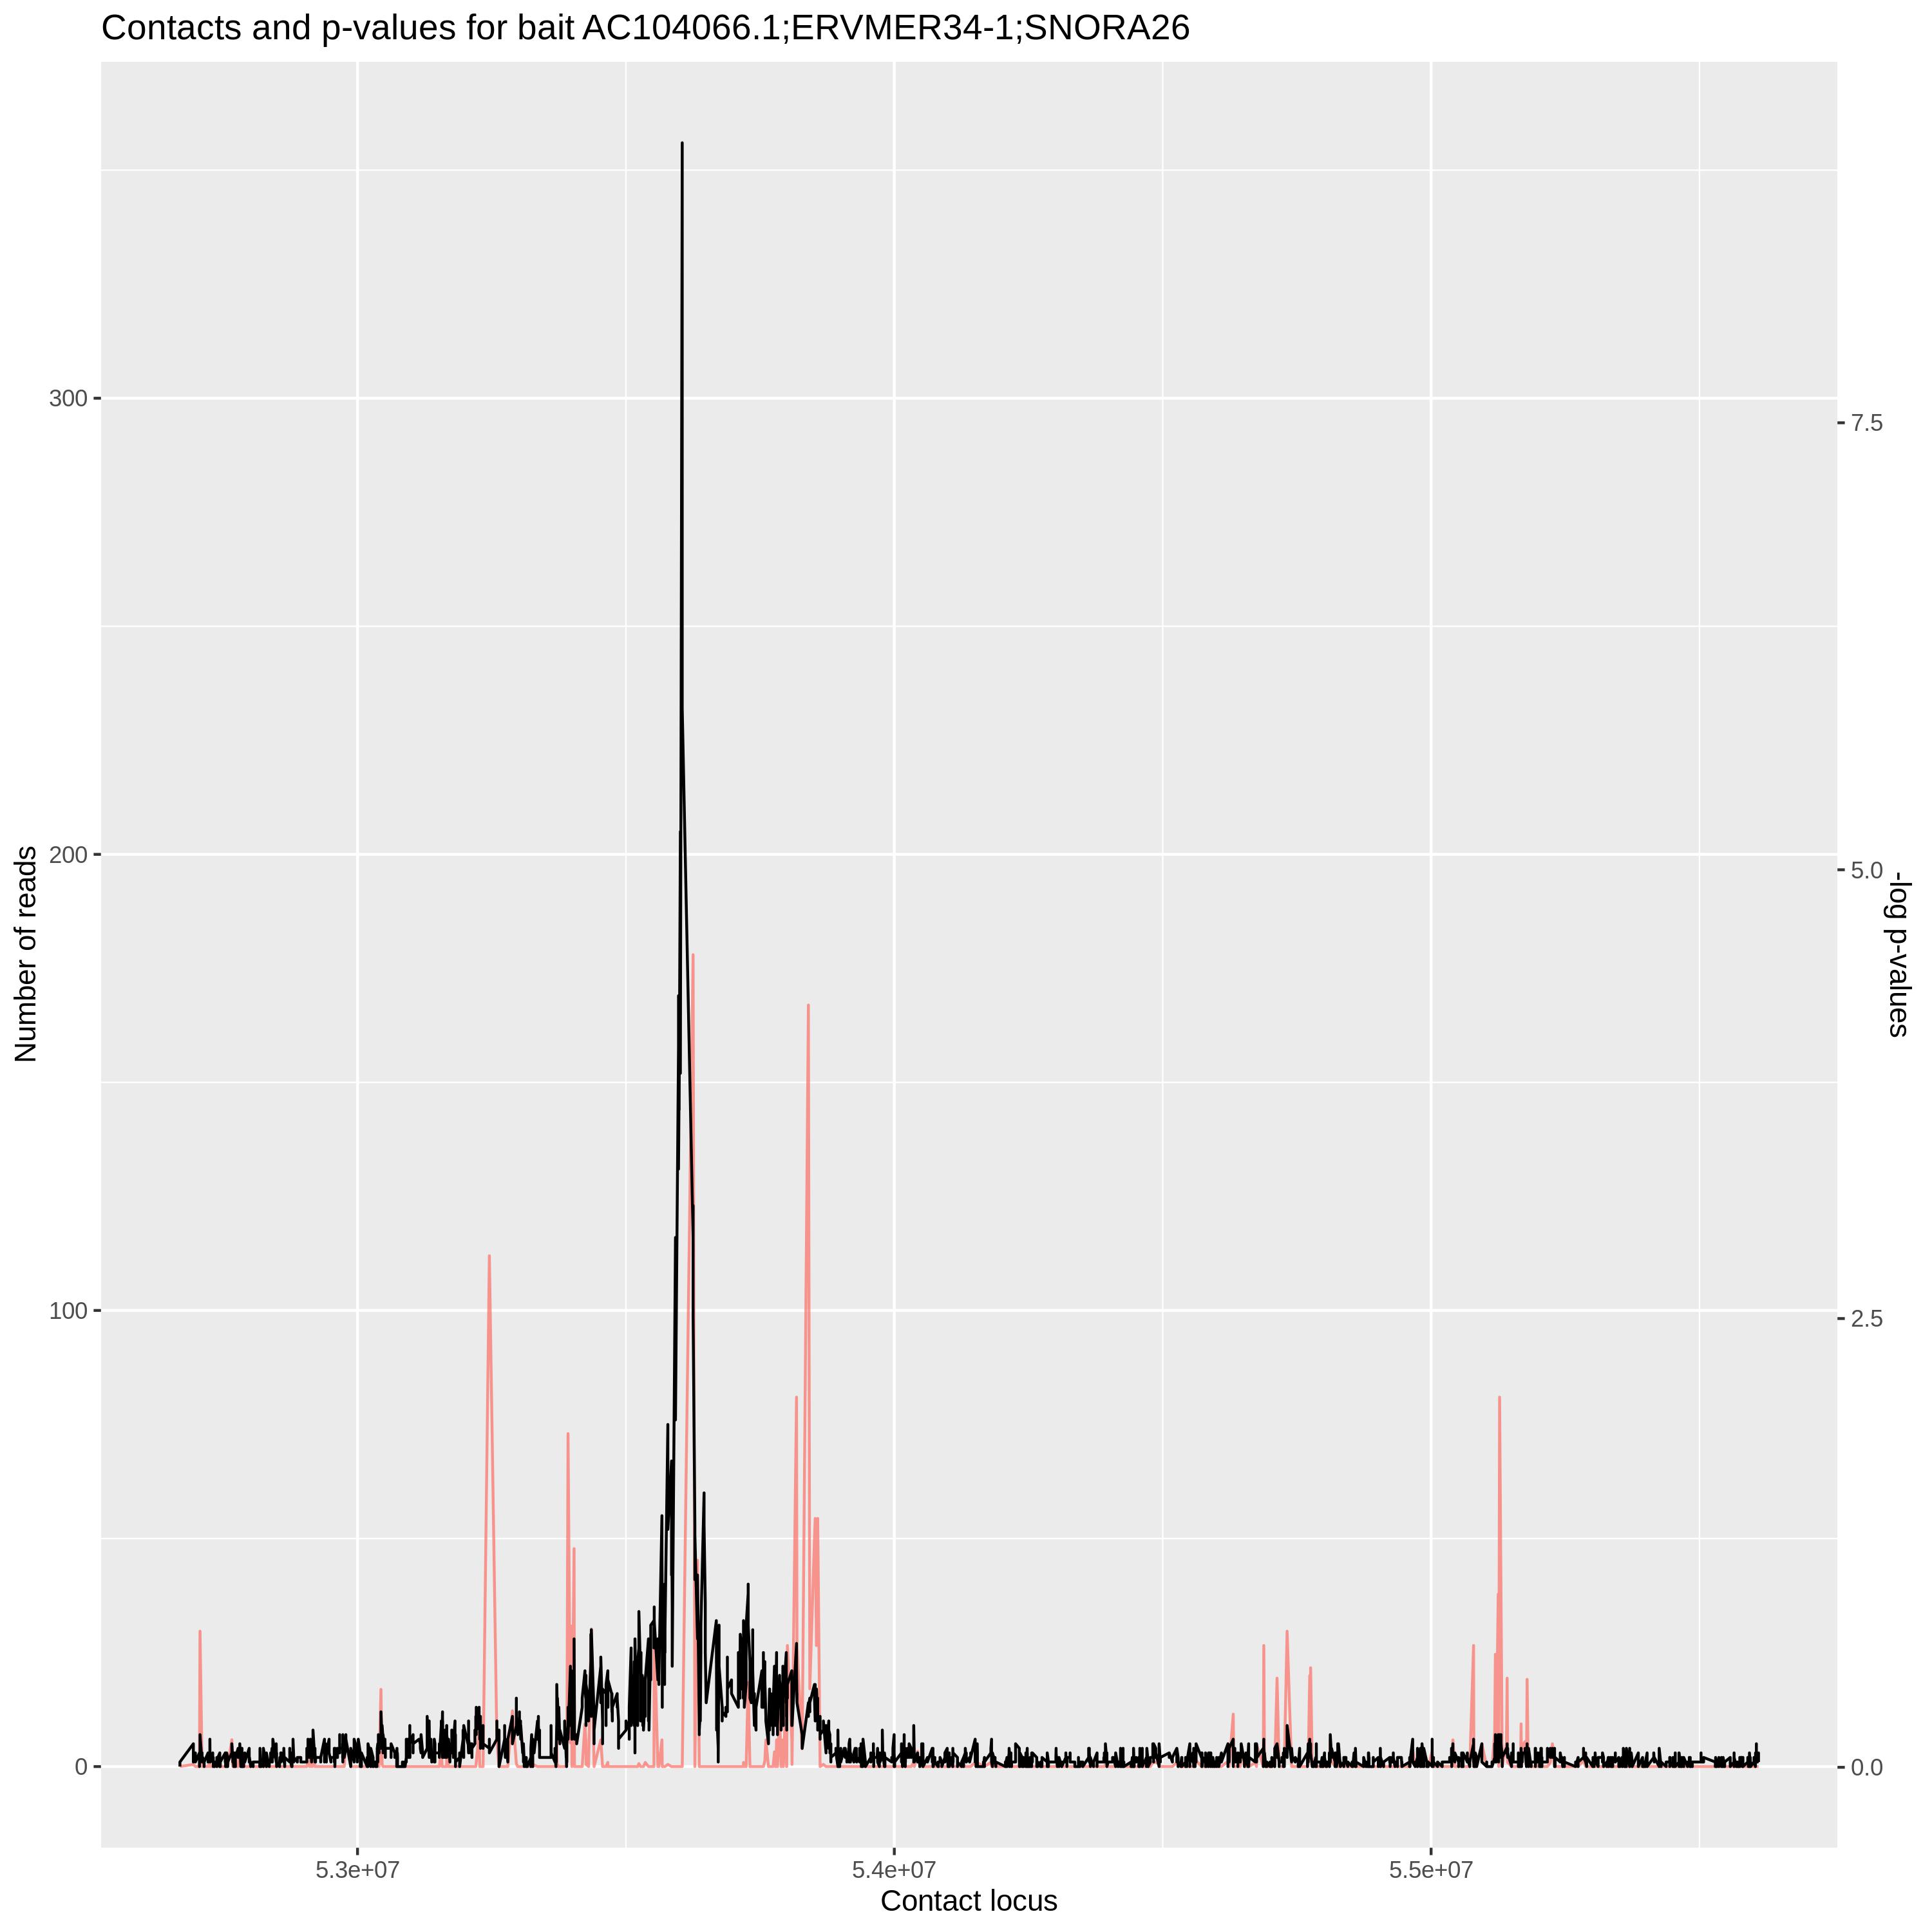 Contacts and p-values for bait AC104066.1;ERVMER34-1;SNORA26
300
200
100
0
Number of reads
7.5
5.0
2.5
0.0
-log p-values
5.3e+07
5.4e+07
5.5e+07
Contact locus